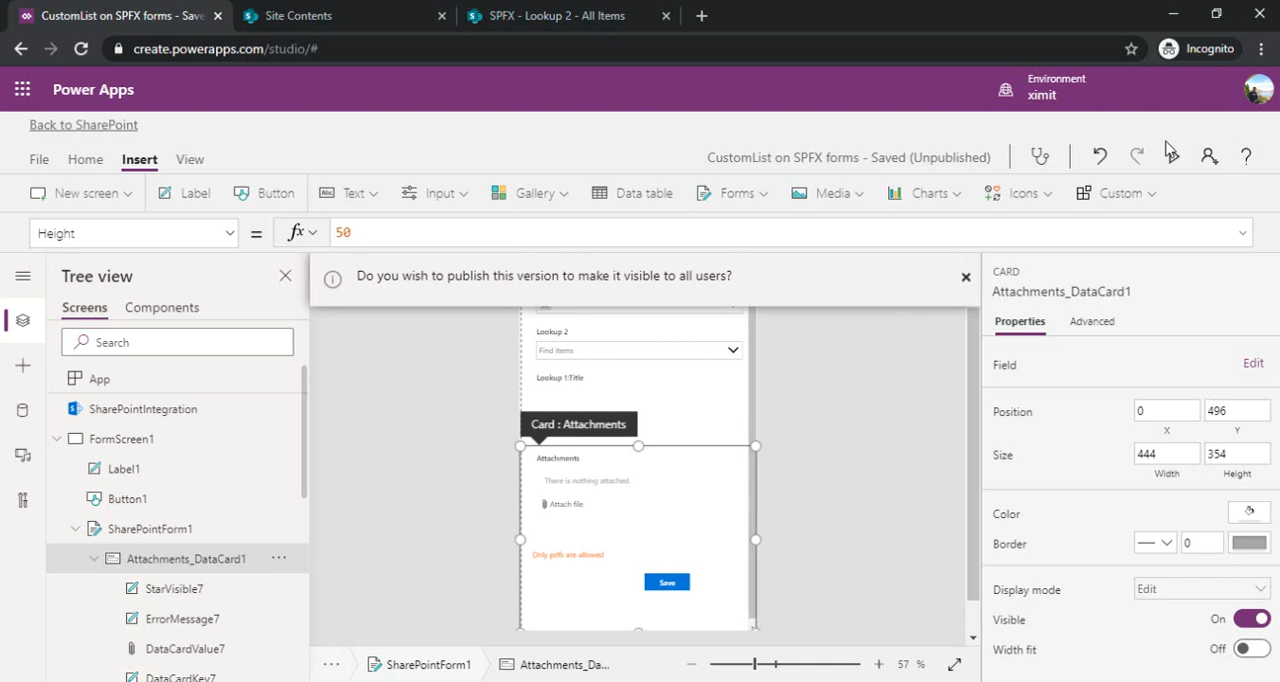 CustomList on SPFX forms - Save
Site Contents
SPFX - Lookup 2 - All Items
create.powerapps.com/studio/#
Incognito
Power Apps
Environment
ximit
Back to SharePoint
File
Home
Insert
View
CustomList on SPFX forms - Saved (Unpublished)
New screen
Label
Button
Text
Input
Gallery
Data table
Forms
Media
Charts
Icons
Custom
Height
=
fx
50
Tree view
Do you wish to publish this version to make it visible to all users?
CARD
Attachments_DataCard1
Screens
Components
Properties
Advanced
Search
Lookup 2
Find items
Field
Edit
App
Lookup 1:Title
SharePointIntegration
Position
0
496
X
Y
Card : Attachments
FormScreen1
Size
444
354
Width
Height
Attachments
Label1
There is nothing attached.
Button1
Attach file
Color
SharePointForm1
Border
0
Only pdfs are allowed
Attachments_DataCard1
Save
StarVisible7
Display mode
Edit
ErrorMessage7
Visible
On
DataCardValue7
Width fit
Off
SharePointForm1
Attachments_Da...
57 %
DataCardKey7